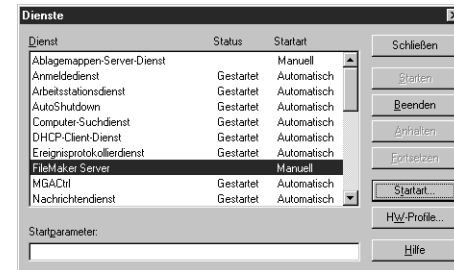 Dienste
Dienst Status Startart
Ablagemappen-Server-Dienst Manuell
Anmeldedienst Gestartet Automatisch
Arbeitsstationsdienst Gestartet Automatisch
AutoShutdown Gestartet Automatisch
Computer-Suchdienst Gestartet Automatisch
DHCP-Client-Dienst Gestartet Automatisch
Ereignisprotokollierdienst Gestartet Automatisch
FileMaker Server Manuell
MGACtrl Gestartet Automatisch
Nachrichtendienst Gestartet Automatisch
Startparameter:
Schließen
Starten
Beenden
Anhalten
Fortsetzen
Startart...
HW-Profile...
Hilfe